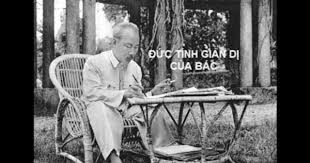 ĐỨC TÍNH GIẢN DỊ
CỦA BÁC